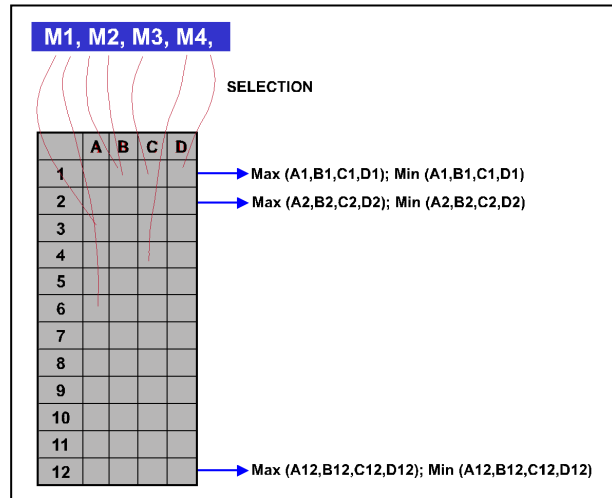 M1, M2, M3, M4,
SELECTION
A B C D
1 Max (A1,B1,C1,D1); Min (A1,B1,C1,D1)
2 Max (A2,B2,C2,D2); Min (A2,B2,C2,D2)
3
4
5
6
7
8
9
10
11
12 Max (A12,B12,C12,D12); Min (A12,B12,C12,D12)